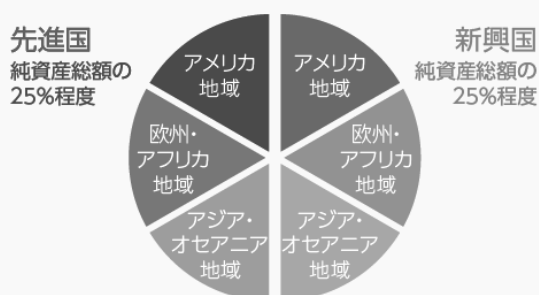 先進国
純資産総額の
25%程度
新興国
純資産総額の
25%程度
アメリカ
地域
アメリカ
地域
欧州・
アフリカ
地域
欧州・
アフリカ
地域
アジア・
オセアニア
地域
アジア・
オセアニア
地域